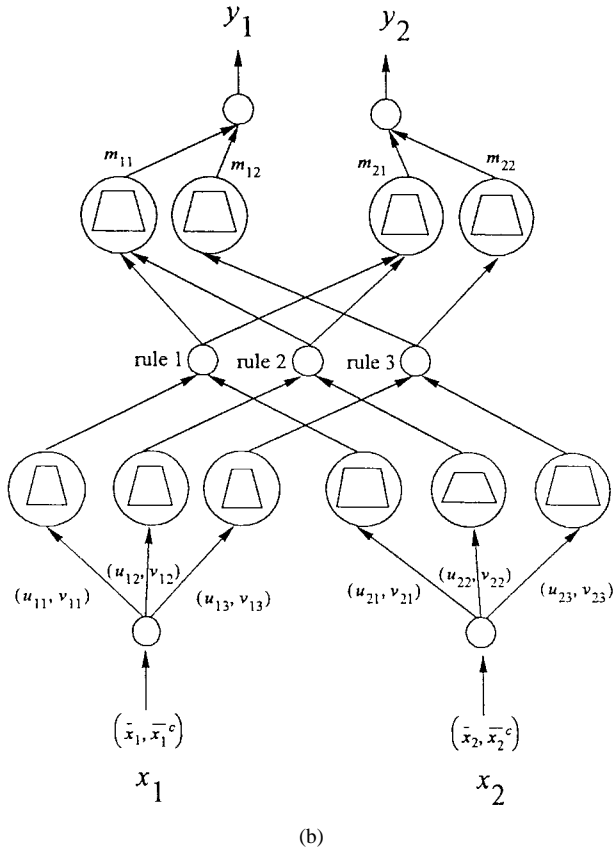 y₁ y₂
m₁₁ m₁₂ m₂₁ m₂₂
rule 1 rule 2 rule 3
(u₁₁, v₁₁) (u₁₂, v₁₂) (u₁₃, v₁₃) (u₂₁, v₂₁) (u₂₂, v₂₂) (u₂₃, v₂₃)
(x̄₁, x̄₁ᶜ) (x̄₂, x̄₂ᶜ)
x₁ x₂
(b)